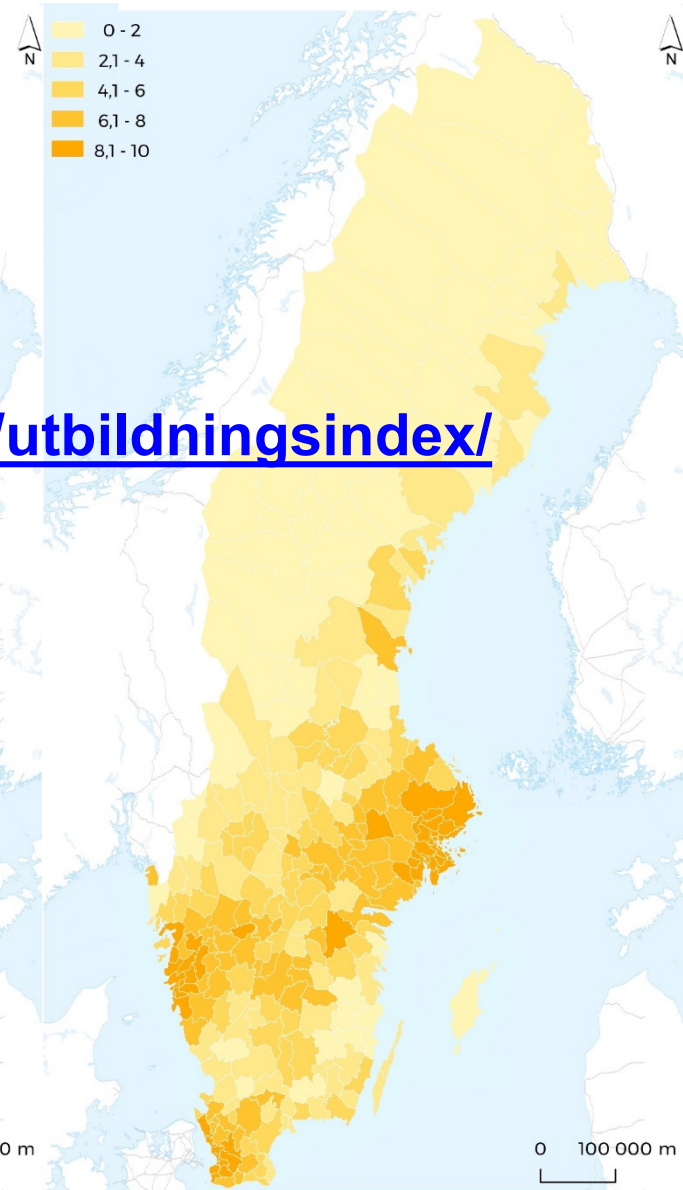 N
0 - 2
2,1 - 4
4,1 - 6
6,1 - 8
8,1 - 10
N
/utbildningsindex/
0 m
0 100 000 m